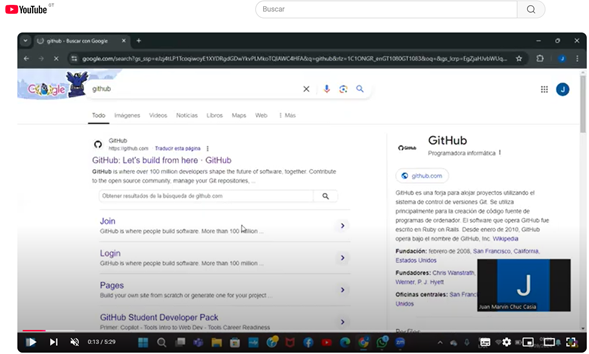 YouTube GT
Buscar
github - Buscar con Google
Google
github
Todo Imágenes Videos Noticias Libros Maps Web Más
GitHub
https://github.com Traducir esta página
GitHub: Let's build from here · GitHub
GitHub is where over 100 million developers shape the future of software, together. Contribute
to the open source community, manage your Git repositories, ...
Obtener resultados de la búsqueda de github.com
Join
GitHub is where people build software. More than 100 million ...
Login
GitHub is where people build software. More than 100 million ...
Pages
Build your own site from scratch or generate one for your project ...
GitHub Student Developer Pack
Primer. Copilot - Tools Intro to Web Dev - Tools Career Readiness
J
GitHub
Programadora informática
github.com
GitHub es una forja para alojar proyectos utilizando el
sistema de control de versiones Git. Se utiliza
principalmente para la creación de código fuente de
programas de ordenador. El software que opera GitHub fue
escrito en Ruby on Rails. Desde enero de 2010, GitHub
opera bajo el nombre de GitHub, Inc. Wikipedia
Fundación: febrero de 2008, San Francisco, California,
Estados Unidos
Fundadores: Chris Wanstrath,
Werner, P. J. Hyett
Oficinas centrales: San Franc
J
Juan Marvin Chuc Casia
0:13 / 5:29